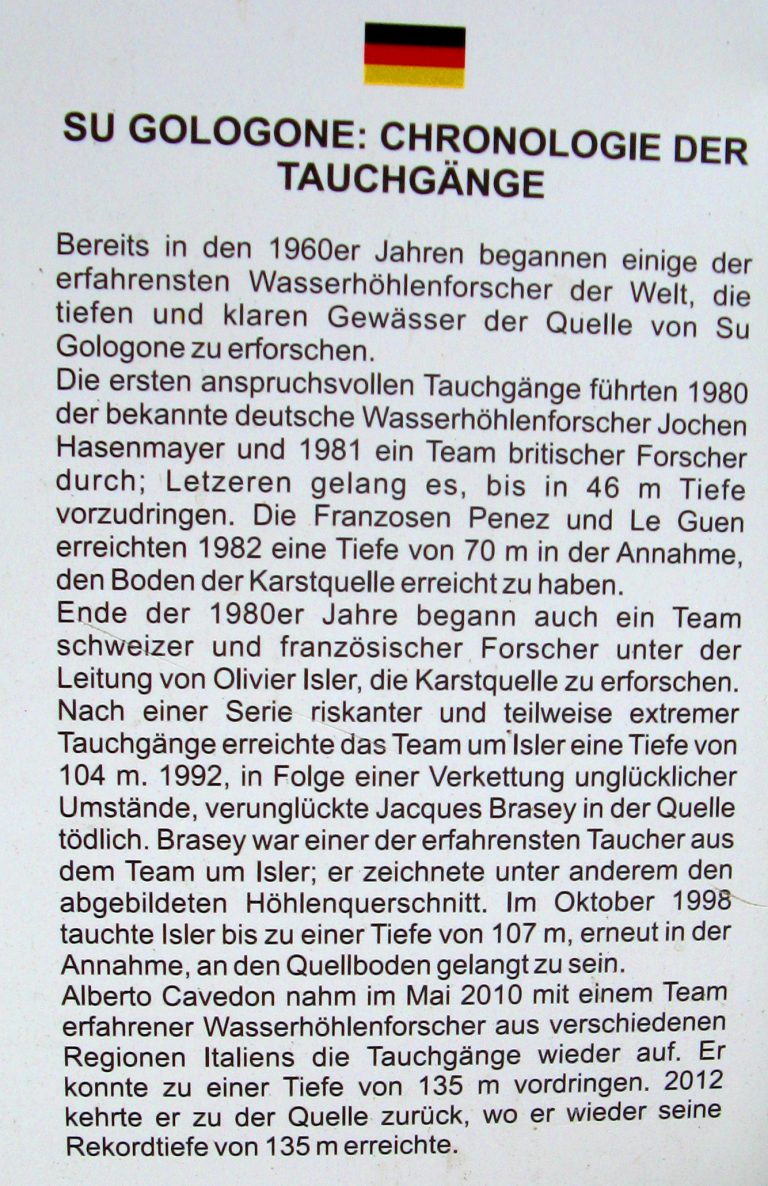 SU GOLOGONE: CHRONOLOGIE DER
TAUCHGÄNGE
Bereits in den 1960er Jahren begannen einige der
erfahrensten Wasserhöhlenforscher der Welt, die
tiefen und klaren Gewässer der Quelle von Su
Gologone zu erforschen.
Die ersten anspruchsvollen Tauchgänge führten 1980
der bekannte deutsche Wasserhöhlenforscher Jochen
Hasenmayer und 1981 ein Team britischer Forscher
durch; Letzeren gelang es, bis in 46 m Tiefe
vorzudringen. Die Franzosen Penez und Le Guen
erreichten 1982 eine Tiefe von 70 m in der Annahme,
den Boden der Karstquelle erreicht zu haben.
Ende der 1980er Jahre begann auch ein Team
schweizer und französischer Forscher unter der
Leitung von Olivier Isler, die Karstquelle zu erforschen.
Nach einer Serie riskanter und teilweise extremer
Tauchgänge erreichte das Team um Isler eine Tiefe von
104 m. 1992, in Folge einer Verkettung unglücklicher
Umstände, verunglückte Jacques Brasey in der Quelle
tödlich. Brasey war einer der erfahrensten Taucher aus
dem Team um Isler; er zeichnete unter anderem den
abgebildeten Höhlenquerschnitt. Im Oktober 1998
tauchte Isler bis zu einer Tiefe von 107 m, erneut in der
Annahme, an den Quellboden gelangt zu sein.
Alberto Cavedon nahm im Mai 2010 mit einem Team
erfahrener Wasserhöhlenforscher aus verschiedenen
Regionen Italiens die Tauchgänge wieder auf. Er
konnte zu einer Tiefe von 135 m vordringen. 2012
kehrte er zu der Quelle zurück, wo er wieder seine
Rekordtiefe von 135 m erreichte.